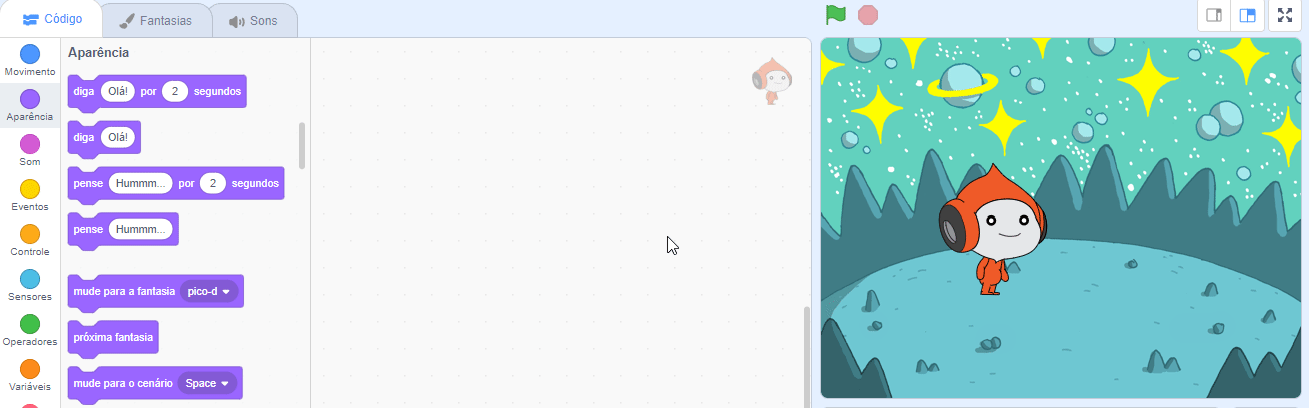 Código
Fantasias
Sons
Movimento
Aparência
Som
Eventos
Controle
Sensores
Operadores
Variáveis
Aparência
diga Olá! por 2 segundos
diga Olá!
pense Hummm... por 2 segundos
pense Hummm...
mude para a fantasia pico-d
próxima fantasia
mude para o cenário Space